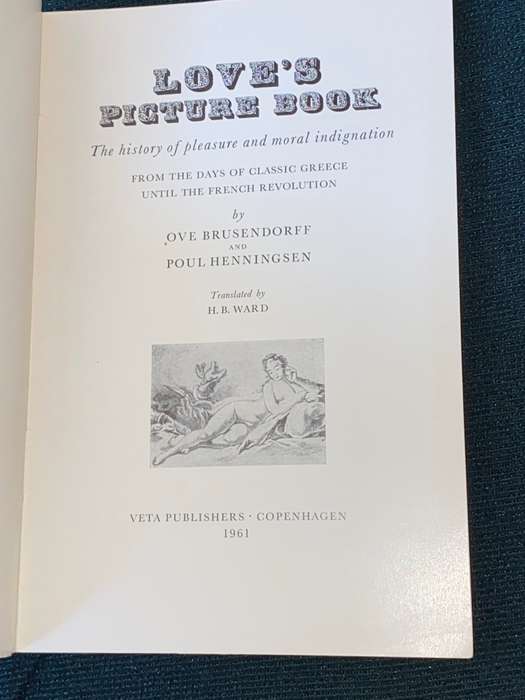 LOVE'S
PICTURE BOOK
The history of pleasure and moral indignation
FROM THE DAYS OF CLASSIC GREECE
UNTIL THE FRENCH REVOLUTION
by
OVE BRUSENDORFF
AND
POUL HENNINGSEN
Translated by
H. B. WARD
VETA PUBLISHERS · COPENHAGEN
1961